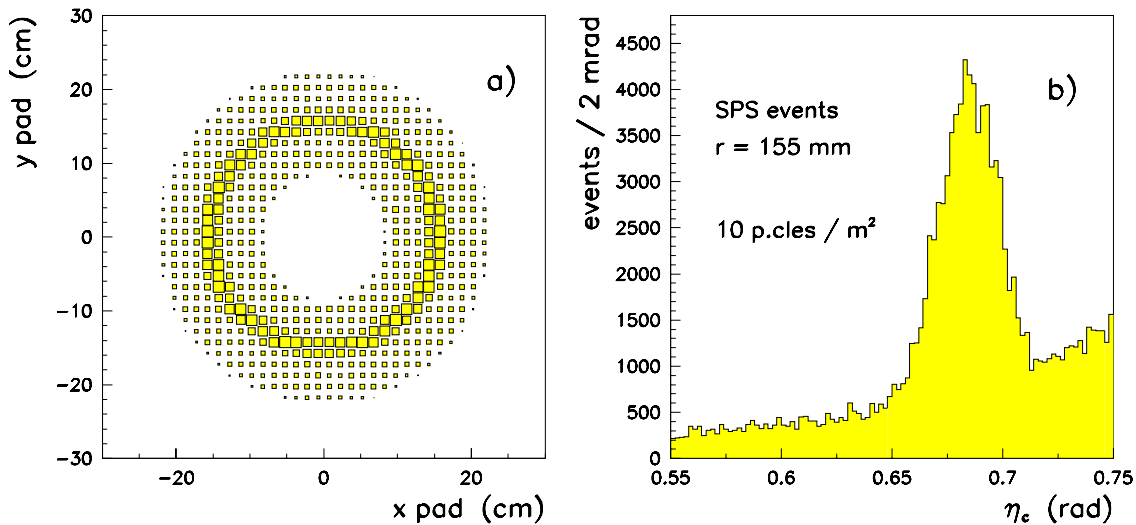 30
20
10
0
−10
−20
−30
y pad (cm)
a)
−20 0 20
x pad (cm)
4500
4000
3500
3000
2500
2000
1500
1000
500
0
events / 2 mrad
b)
SPS events
r = 155 mm
10 p.cles / m²
0.55 0.6 0.65 0.7 0.75
η_c (rad)